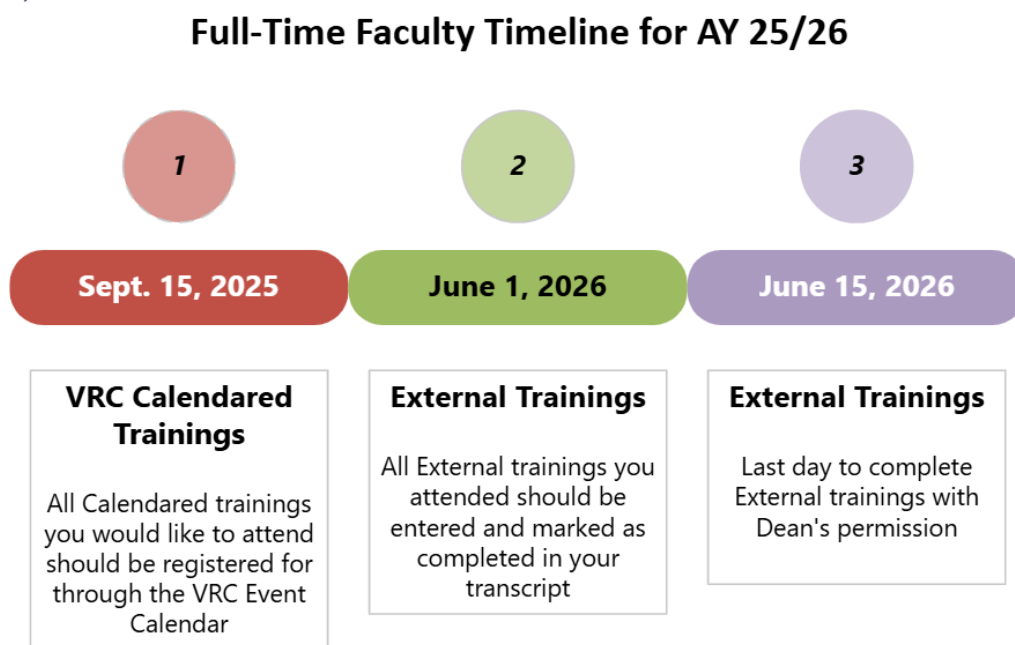 Full-Time Faculty Timeline for AY 25/26
1
2
3
Sept. 15, 2025
June 1, 2026
June 15, 2026
VRC Calendared
Trainings
All Calendared trainings
you would like to attend
should be registered for
through the VRC Event
Calendar
External Trainings
All External trainings you
attended should be
entered and marked as
completed in your
transcript
External Trainings
Last day to complete
External trainings with
Dean's permission